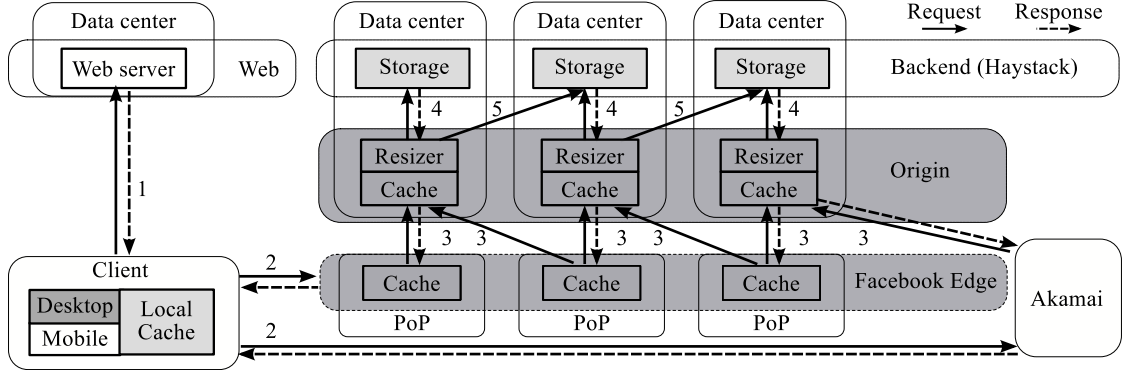 Data center
Data center
Data center
Data center
Request
Response
Web server
Web
Storage
Storage
Storage
Backend (Haystack)
4
5
4
5
4
Resizer
Resizer
Resizer
Origin
Cache
Cache
Cache
1
3
3
3
3
3
3
Client
2
Cache
Cache
Cache
Facebook Edge
Desktop
Local
Cache
Mobile
PoP
PoP
PoP
Akamai
2